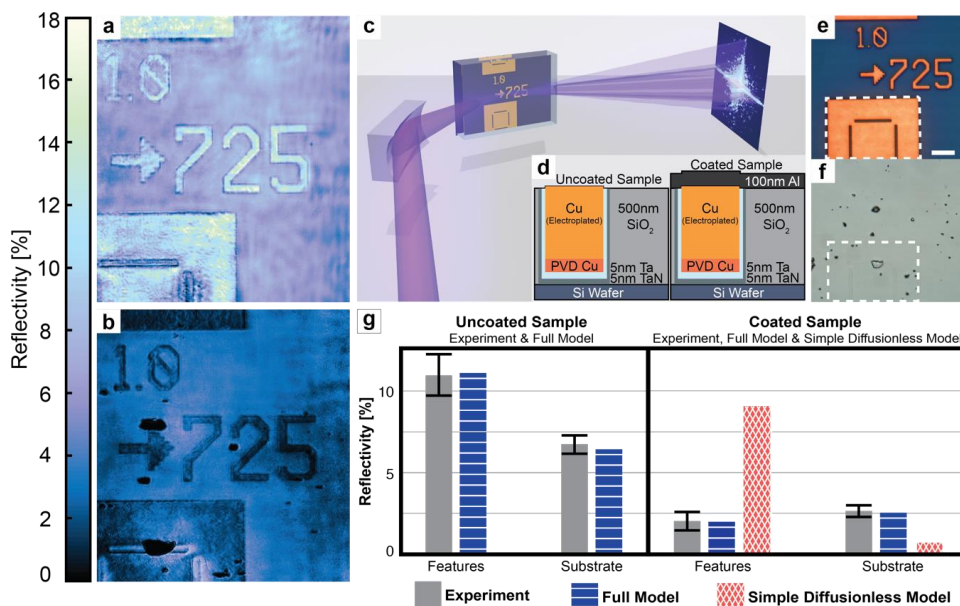 18
16
14
12
10
8
6
4
2
0
Reflectivity [%]
a
1.0
725
b
1.0
725
c
1.0
725
d
Uncoated Sample
Cu
(Electroplated)
PVD Cu
500nm
SiO2
5nm Ta
5nm TaN
Si Wafer
Coated Sample
100nm Al
Cu
(Electroplated)
PVD Cu
500nm
SiO2
5nm Ta
5nm TaN
Si Wafer
e
1.0
725
f
g
Uncoated Sample
Experiment & Full Model
Coated Sample
Experiment, Full Model & Simple Diffusionless Model
Reflectivity [%]
10
5
0
Features
Substrate
Features
Substrate
Experiment
Full Model
Simple Diffusionless Model